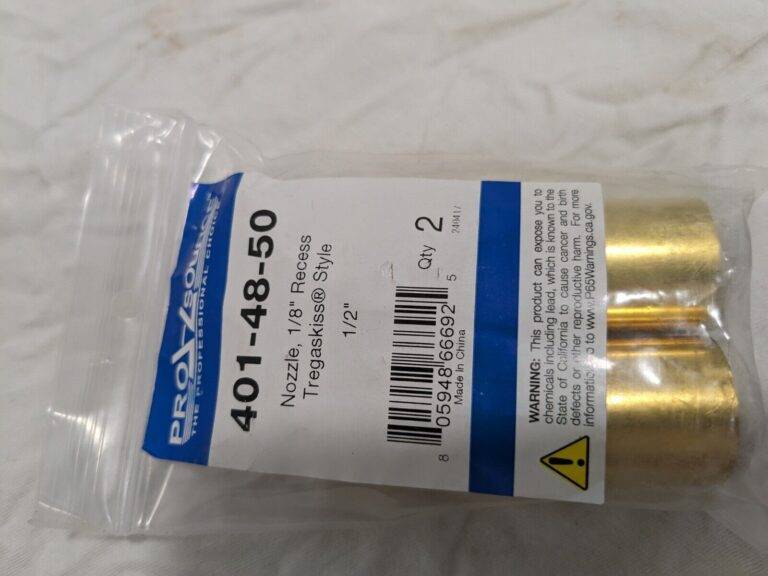 PROSOURCE
THE PROFESSIONAL CHOICE
401-48-50
Nozzle, 1/8" Recess
Tregaskiss® Style
1/2"
Qty 2
240417
8 05948 66692 5
Made In China
WARNING: This product can expose you to
chemicals including lead, which is known to the
State of California to cause cancer and birth
defects or other reproductive harm. For more
information go to www.P65Warnings.ca.gov.